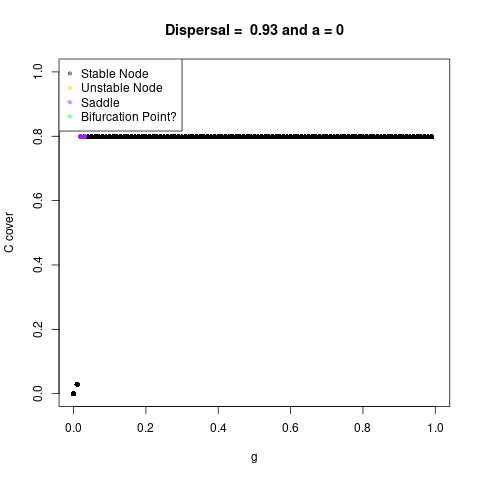 Dispersal =  0.93 and a = 0
Stable Node
Unstable Node
Saddle
Bifurcation Point?
C cover
1.0
0.8
0.6
0.4
0.2
0.0
0.0 0.2 0.4 0.6 0.8 1.0
g